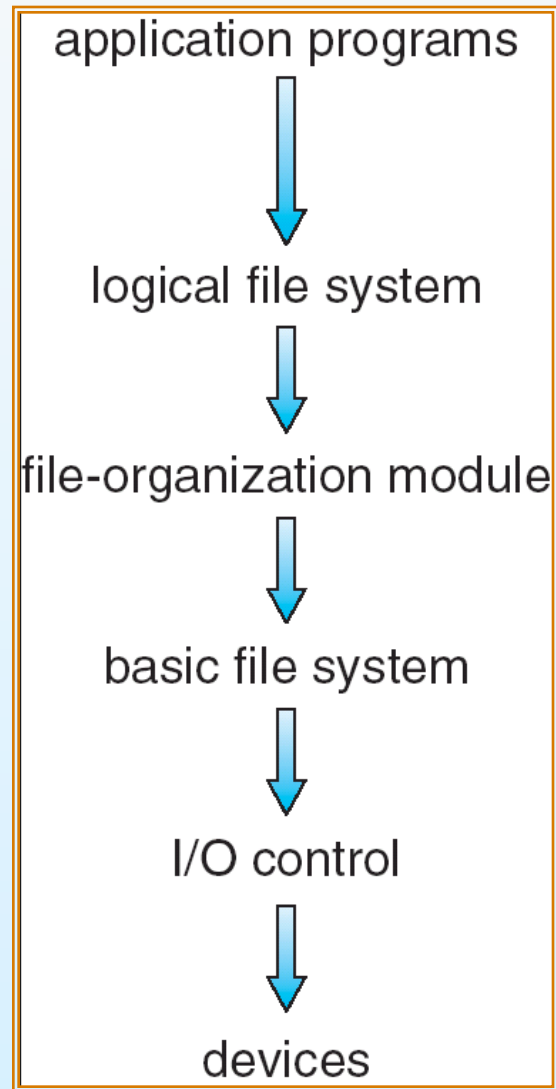 application programs
logical file system
file-organization module
basic file system
I/O control
devices